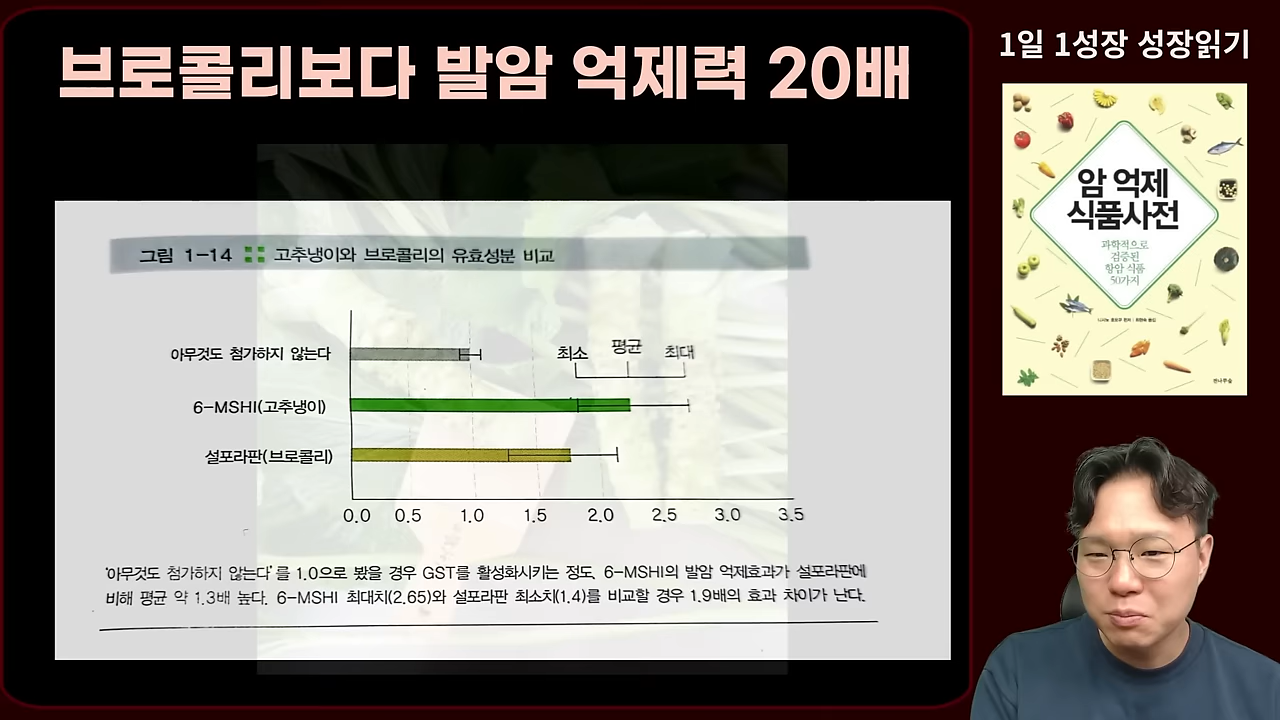 브로콜리보다 발암 억제력 20배
1일 1성장 성장읽기
암 억제
식품사전
과학적으로
검증된
항암 식품
50가지
전나무숲
그림 1-14 고추냉이와 브로콜리의 유효성분 비교
아무것도 첨가하지 않는다
최소 평균 최대
6-MSHI(고추냉이)
설포라판(브로콜리)
0.0 0.5 1.0 1.5 2.0 2.5 3.0 3.5
'아무것도 첨가하지 않는다'를 1.0으로 봤을 경우 GST를 활성화시키는 정도. 6-MSHI의 발암 억제효과가 설포라판에
비해 평균 약 1.3배 높다. 6-MSHI 최대치(2.65)와 설포라판 최소치(1.4)를 비교할 경우 1.9배의 효과 차이가 난다.